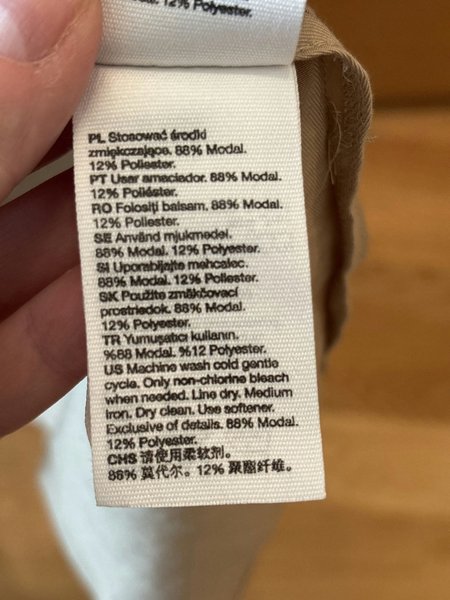 12% Polyester.
PL Stosować środki
zmiękczające. 88% Modal.
12% Poliester.
PT Usar amaciador. 88% Modal.
12% Poliéster.
RO Folosiţi balsam. 88% Modal.
12% Poliester.
SE Använd mjukmedel.
88% Modal. 12% Polyester.
SI Uporabljajte mehčalec.
88% Modal. 12% Poliester.
SK Použite zmäkčovací
prostriedok. 88% Modal.
12% Polyester.
TR Yumuşatıcı kullanın.
%88 Modal. %12 Polyester.
US Machine wash cold gentle
cycle. Only non-chlorine bleach
when needed. Line dry. Medium
iron. Dry clean. Use softener.
Exclusive of details. 88% Modal.
12% Polyester.
CHS 请使用柔软剂。
88% 莫代尔。12% 聚酯纤维。